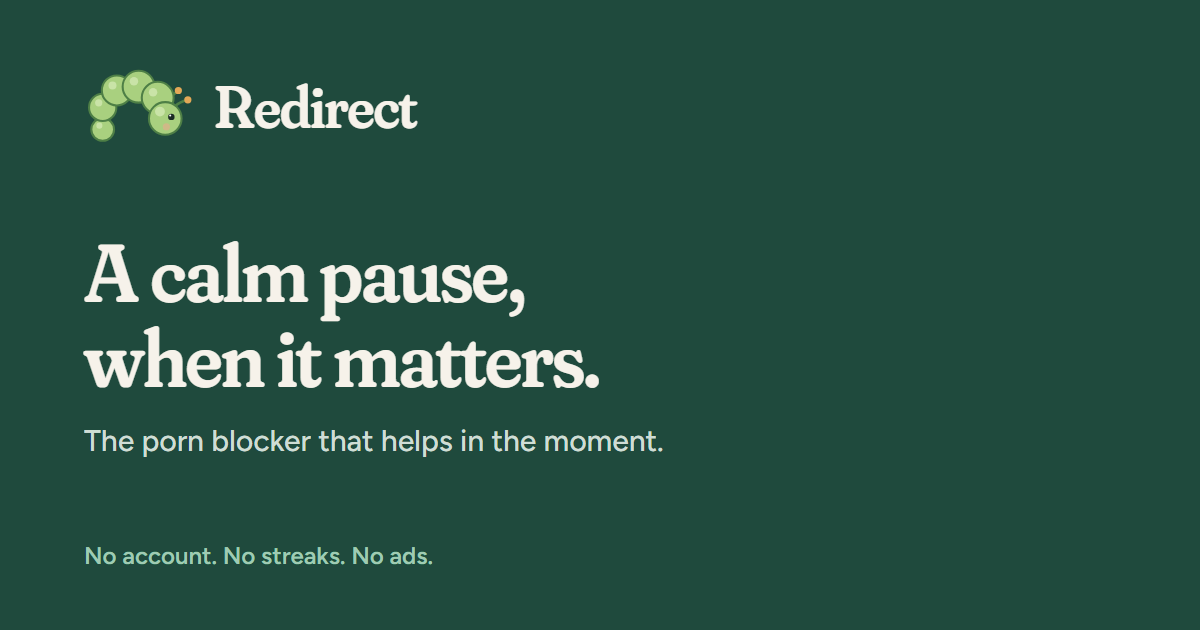 Redirect
A calm pause,
when it matters.
The porn blocker that helps in the moment.
No account. No streaks. No ads.